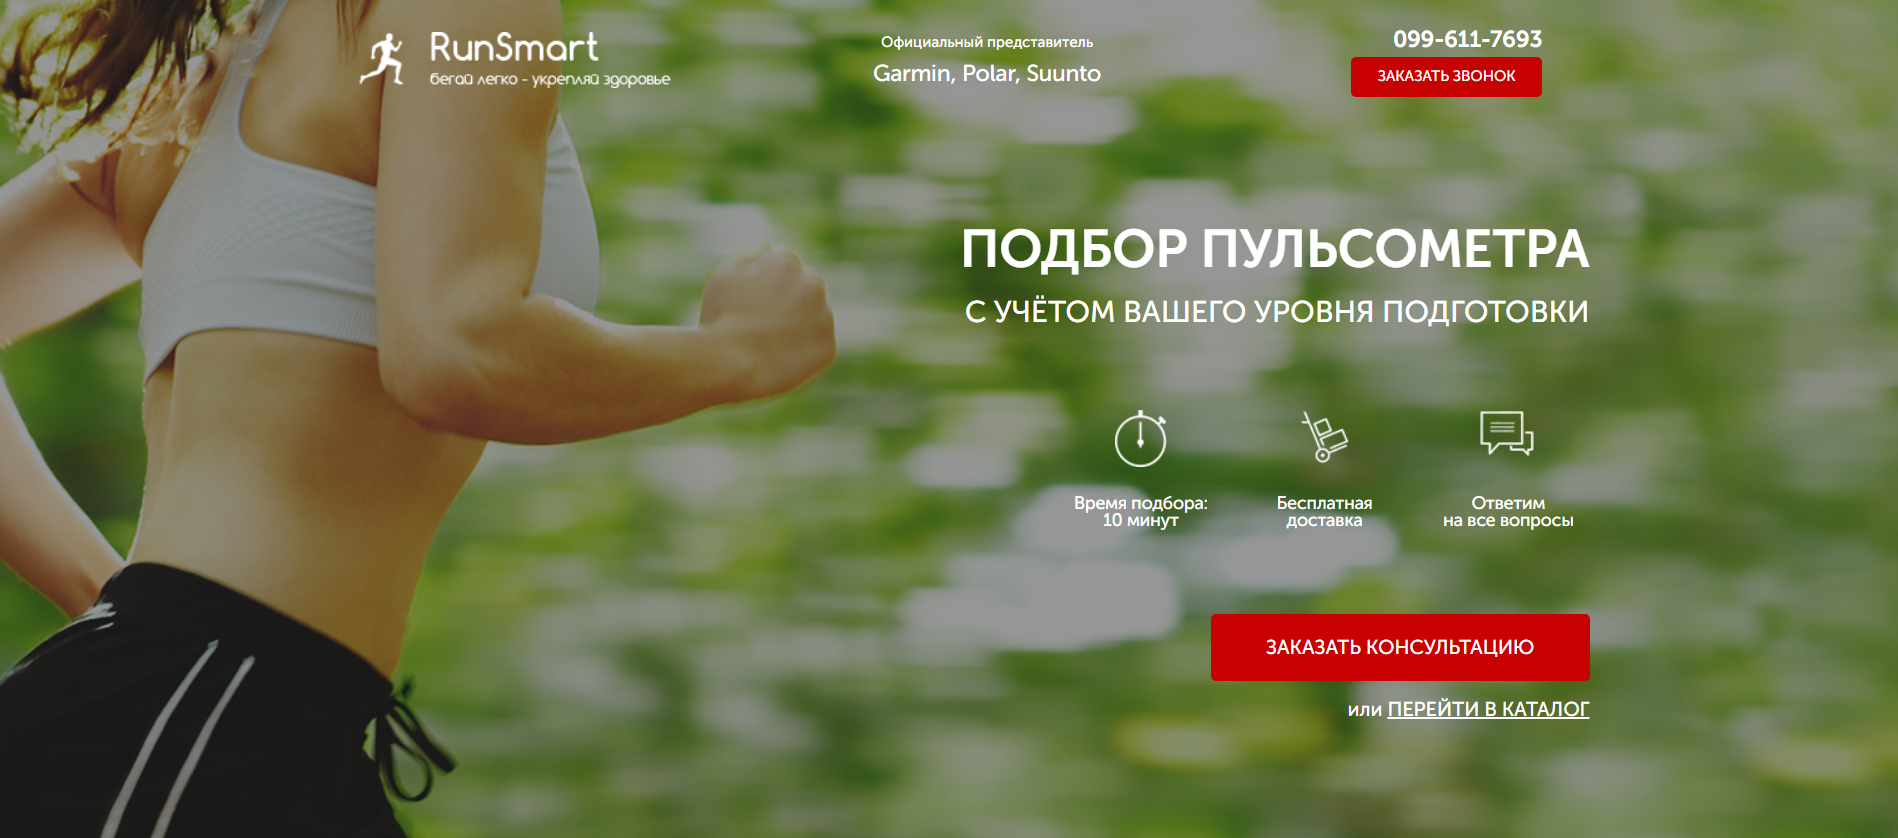 RunSmart
бегай легко - укрепляй здоровье
Официальный представитель
Garmin, Polar, Suunto
099-611-7693
ЗАКАЗАТЬ ЗВОНОК
ПОДБОР ПУЛЬСОМЕТРА
С УЧЁТОМ ВАШЕГО УРОВНЯ ПОДГОТОВКИ
Время подбора:
10 минут
Бесплатная
доставка
Ответим
на все вопросы
ЗАКАЗАТЬ КОНСУЛЬТАЦИЮ
или ПЕРЕЙТИ В КАТАЛОГ